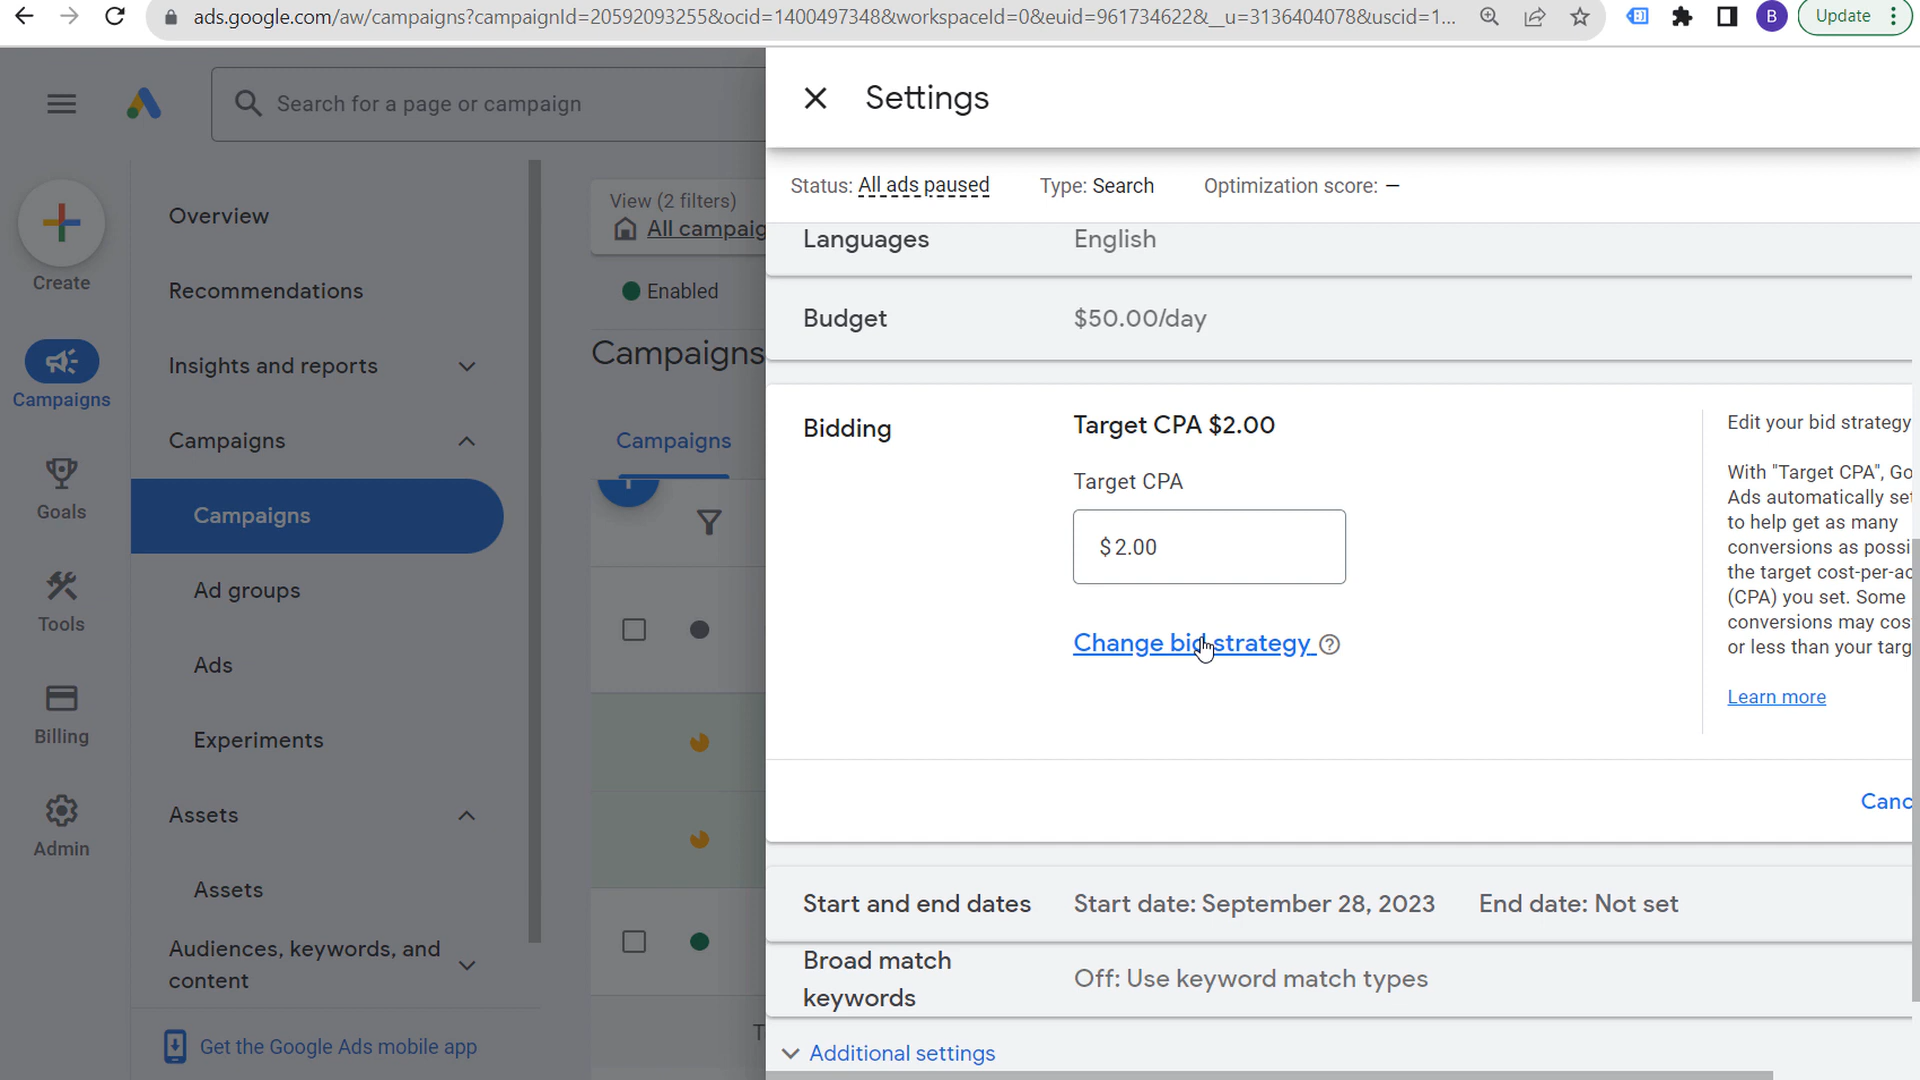 ads.google.com/aw/campaigns?campaignId=20592093255&ocid=1400497348&workspaceId=0&euid=961734622&__u=3136404078&uscid=1...
B
Update
Search for a page or campaign
Settings
Create
Campaigns
Goals
Tools
Billing
Admin
Overview
Recommendations
Insights and reports
Campaigns
Campaigns
Ad groups
Ads
Experiments
Assets
Assets
Audiences, keywords, and
content
Get the Google Ads mobile app
View (2 filters)
All campaig
Enabled
Campaigns
Campaigns
T
Status: All ads paused
Type: Search
Optimization score: –
Languages
English
Budget
$50.00/day
Bidding
Target CPA $2.00
Target CPA
$ 2.00
Change bid strategy
Edit your bid strategy
With "Target CPA", Go
Ads automatically se
to help get as many
conversions as possi
the target cost-per-ac
(CPA) you set. Some
conversions may cos
or less than your targ
Learn more
Canc
Start and end dates
Start date: September 28, 2023
End date: Not set
Broad match
keywords
Off: Use keyword match types
Additional settings